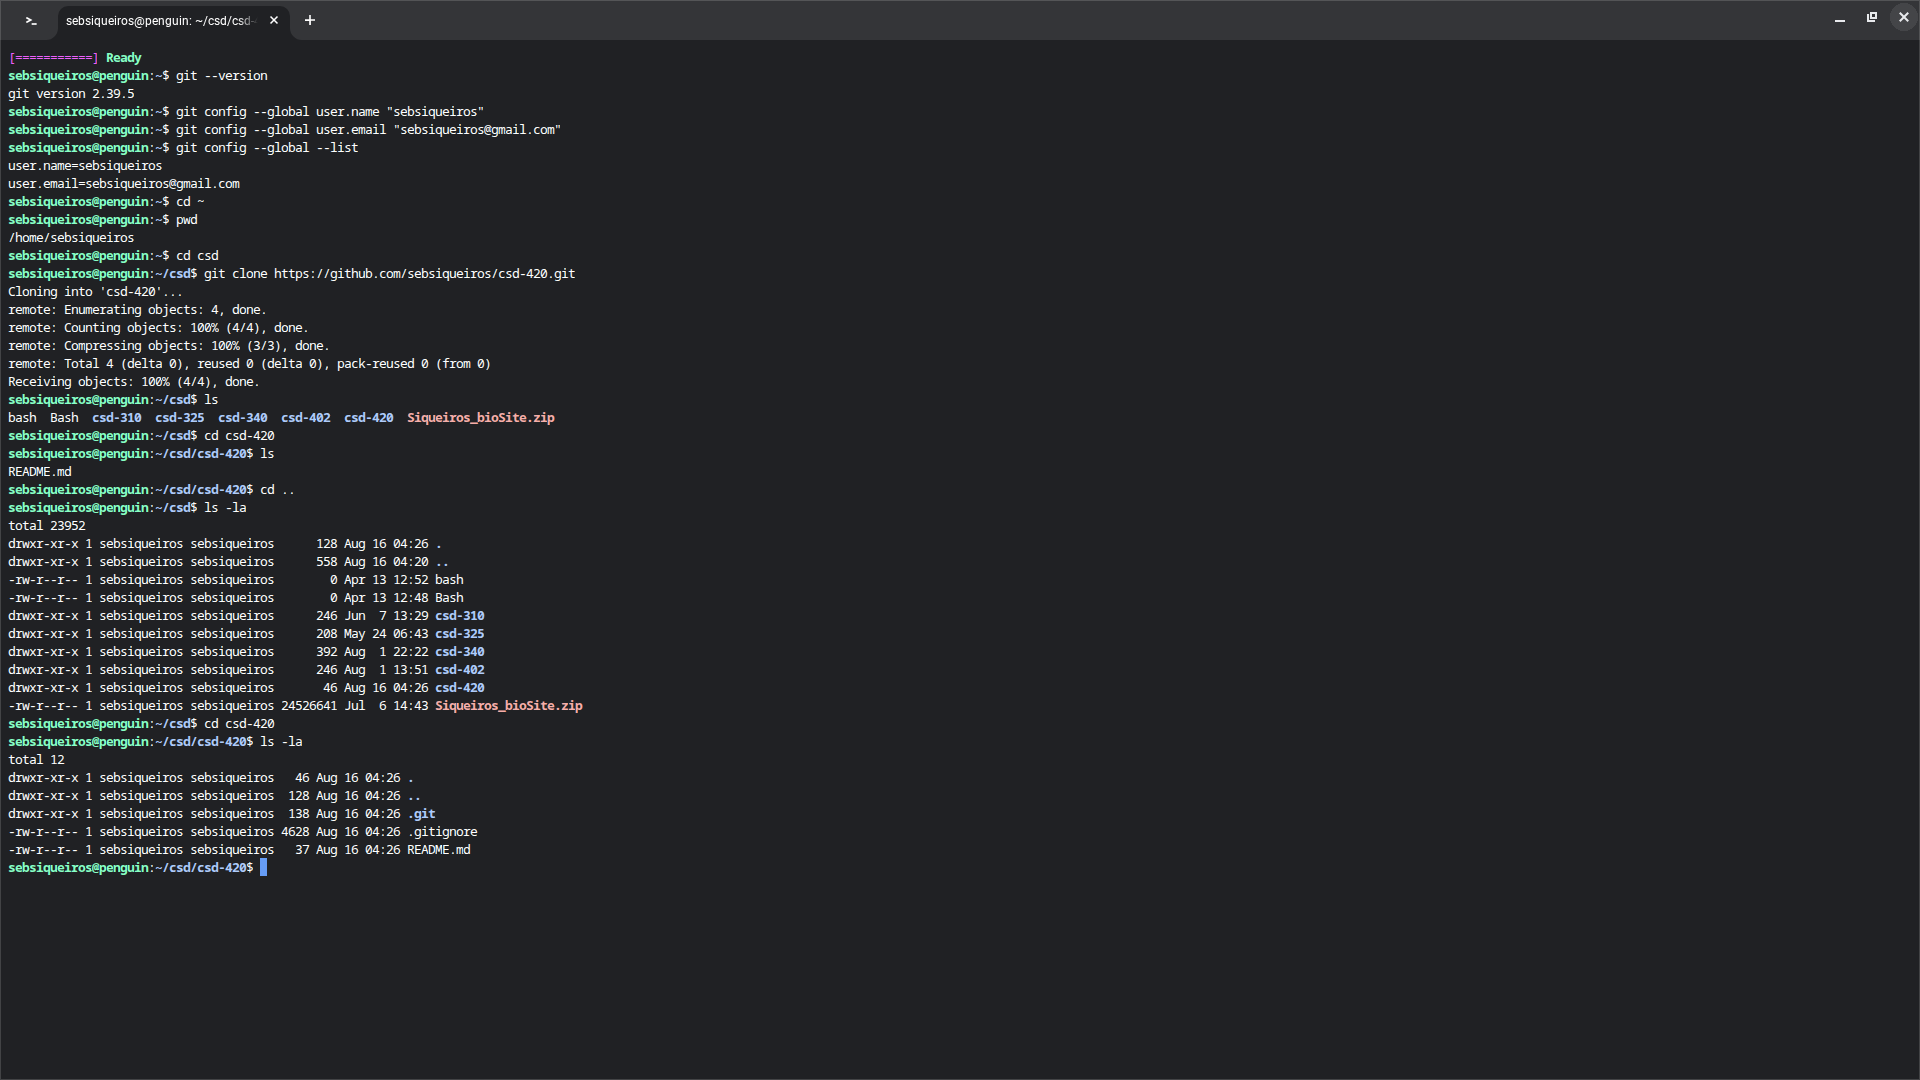 >_ sebsiqueiros@penguin: ~/csd/csd-
[===========] Ready
sebsiqueiros@penguin:~$ git --version
git version 2.39.5
sebsiqueiros@penguin:~$ git config --global user.name "sebsiqueiros"
sebsiqueiros@penguin:~$ git config --global user.email "sebsiqueiros@gmail.com"
sebsiqueiros@penguin:~$ git config --global --list
user.name=sebsiqueiros
user.email=sebsiqueiros@gmail.com
sebsiqueiros@penguin:~$ cd ~
sebsiqueiros@penguin:~$ pwd
/home/sebsiqueiros
sebsiqueiros@penguin:~$ cd csd
sebsiqueiros@penguin:~/csd$ git clone https://github.com/sebsiqueiros/csd-420.git
Cloning into 'csd-420'...
remote: Enumerating objects: 4, done.
remote: Counting objects: 100% (4/4), done.
remote: Compressing objects: 100% (3/3), done.
remote: Total 4 (delta 0), reused 0 (delta 0), pack-reused 0 (from 0)
Receiving objects: 100% (4/4), done.
sebsiqueiros@penguin:~/csd$ ls
bash  Bash  csd-310  csd-325  csd-340  csd-402  csd-420  Siqueiros_bioSite.zip
sebsiqueiros@penguin:~/csd$ cd csd-420
sebsiqueiros@penguin:~/csd/csd-420$ ls
README.md
sebsiqueiros@penguin:~/csd/csd-420$ cd ..
sebsiqueiros@penguin:~/csd$ ls -la
total 23952
drwxr-xr-x 1 sebsiqueiros sebsiqueiros      128 Aug 16 04:26 .
drwxr-xr-x 1 sebsiqueiros sebsiqueiros      558 Aug 16 04:20 ..
-rw-r--r-- 1 sebsiqueiros sebsiqueiros        0 Apr 13 12:52 bash
-rw-r--r-- 1 sebsiqueiros sebsiqueiros        0 Apr 13 12:48 Bash
drwxr-xr-x 1 sebsiqueiros sebsiqueiros      246 Jun  7 13:29 csd-310
drwxr-xr-x 1 sebsiqueiros sebsiqueiros      208 May 24 06:43 csd-325
drwxr-xr-x 1 sebsiqueiros sebsiqueiros      392 Aug  1 22:22 csd-340
drwxr-xr-x 1 sebsiqueiros sebsiqueiros      246 Aug  1 13:51 csd-402
drwxr-xr-x 1 sebsiqueiros sebsiqueiros       46 Aug 16 04:26 csd-420
-rw-r--r-- 1 sebsiqueiros sebsiqueiros 24526641 Jul  6 14:43 Siqueiros_bioSite.zip
sebsiqueiros@penguin:~/csd$ cd csd-420
sebsiqueiros@penguin:~/csd/csd-420$ ls -la
total 12
drwxr-xr-x 1 sebsiqueiros sebsiqueiros   46 Aug 16 04:26 .
drwxr-xr-x 1 sebsiqueiros sebsiqueiros  128 Aug 16 04:26 ..
drwxr-xr-x 1 sebsiqueiros sebsiqueiros  138 Aug 16 04:26 .git
-rw-r--r-- 1 sebsiqueiros sebsiqueiros 4628 Aug 16 04:26 .gitignore
-rw-r--r-- 1 sebsiqueiros sebsiqueiros   37 Aug 16 04:26 README.md
sebsiqueiros@penguin:~/csd/csd-420$